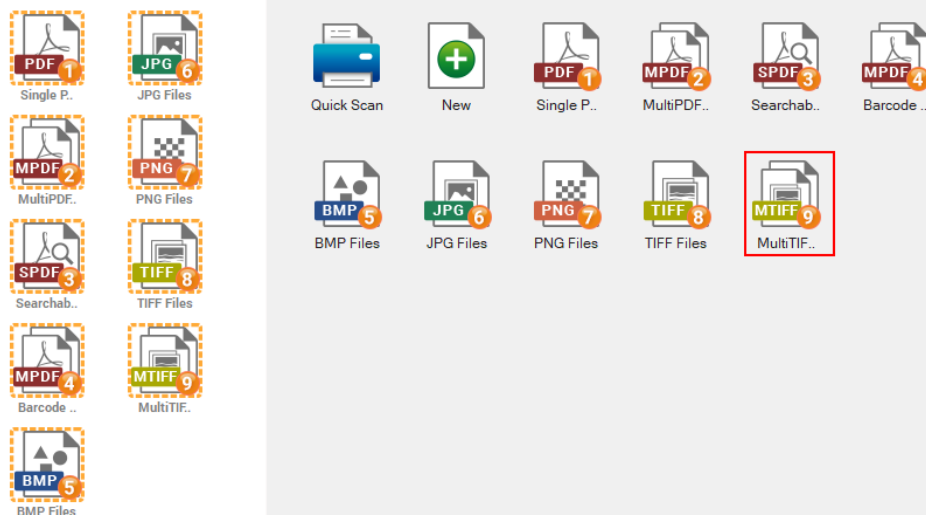 PDF 1
Single P..
JPG 6
JPG Files
MPDF 2
MultiPDF..
PNG 7
PNG Files
SPDF 3
Searchab..
TIFF 8
TIFF Files
MPDF 4
Barcode ..
MTIFF 9
MultiTIF..
BMP 5
BMP Files
Quick Scan
New
PDF 1
Single P..
MPDF 2
MultiPDF..
SPDF 3
Searchab..
MPDF 4
Barcode ..
BMP 5
BMP Files
JPG 6
JPG Files
PNG 7
PNG Files
TIFF 8
TIFF Files
MTIFF 9
MultiTIF..